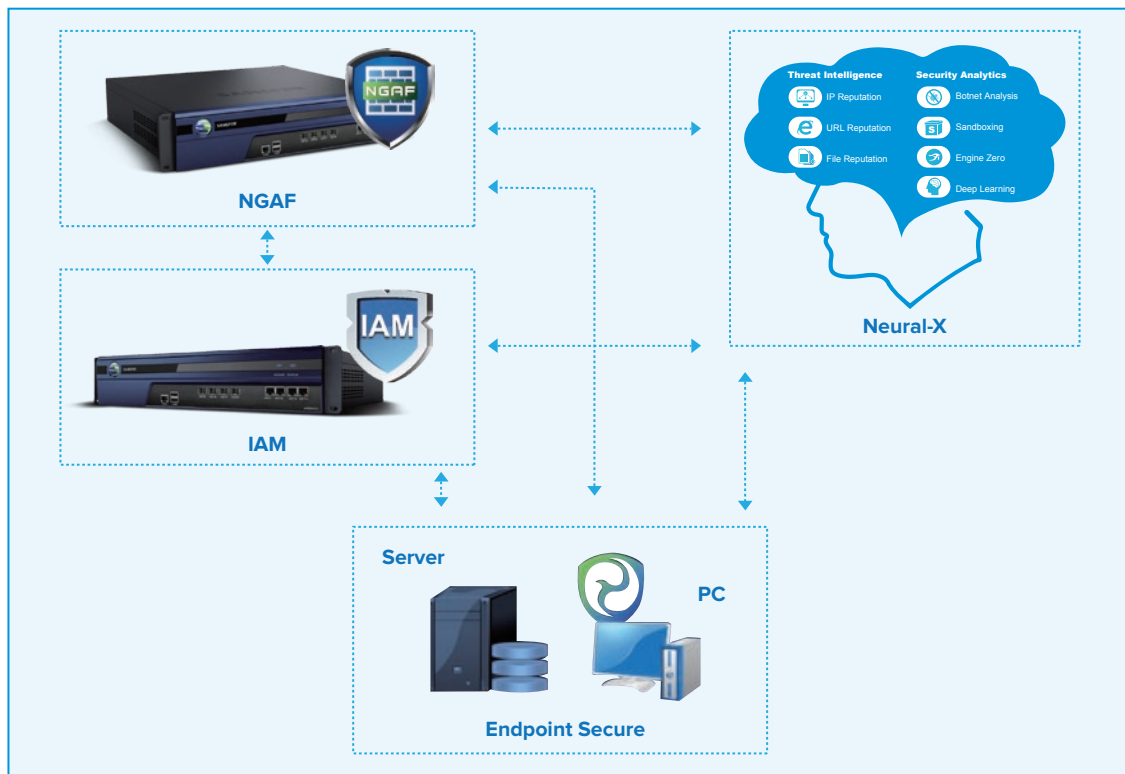 NGAF
NGAF
IAM
IAM
Threat Intelligence
IP Reputation
URL Reputation
File Reputation
Security Analytics
Botnet Analysis
Sandboxing
Engine Zero
Deep Learning
Neural-X
Server
PC
Endpoint Secure